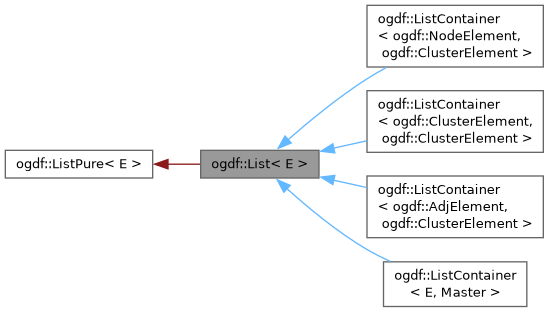 ogdf::ListPure< E >
ogdf::List< E >
ogdf::ListContainer
< ogdf::NodeElement,
ogdf::ClusterElement >
ogdf::ListContainer
< ogdf::ClusterElement,
ogdf::ClusterElement >
ogdf::ListContainer
< ogdf::AdjElement,
ogdf::ClusterElement >
ogdf::ListContainer
< E, Master >